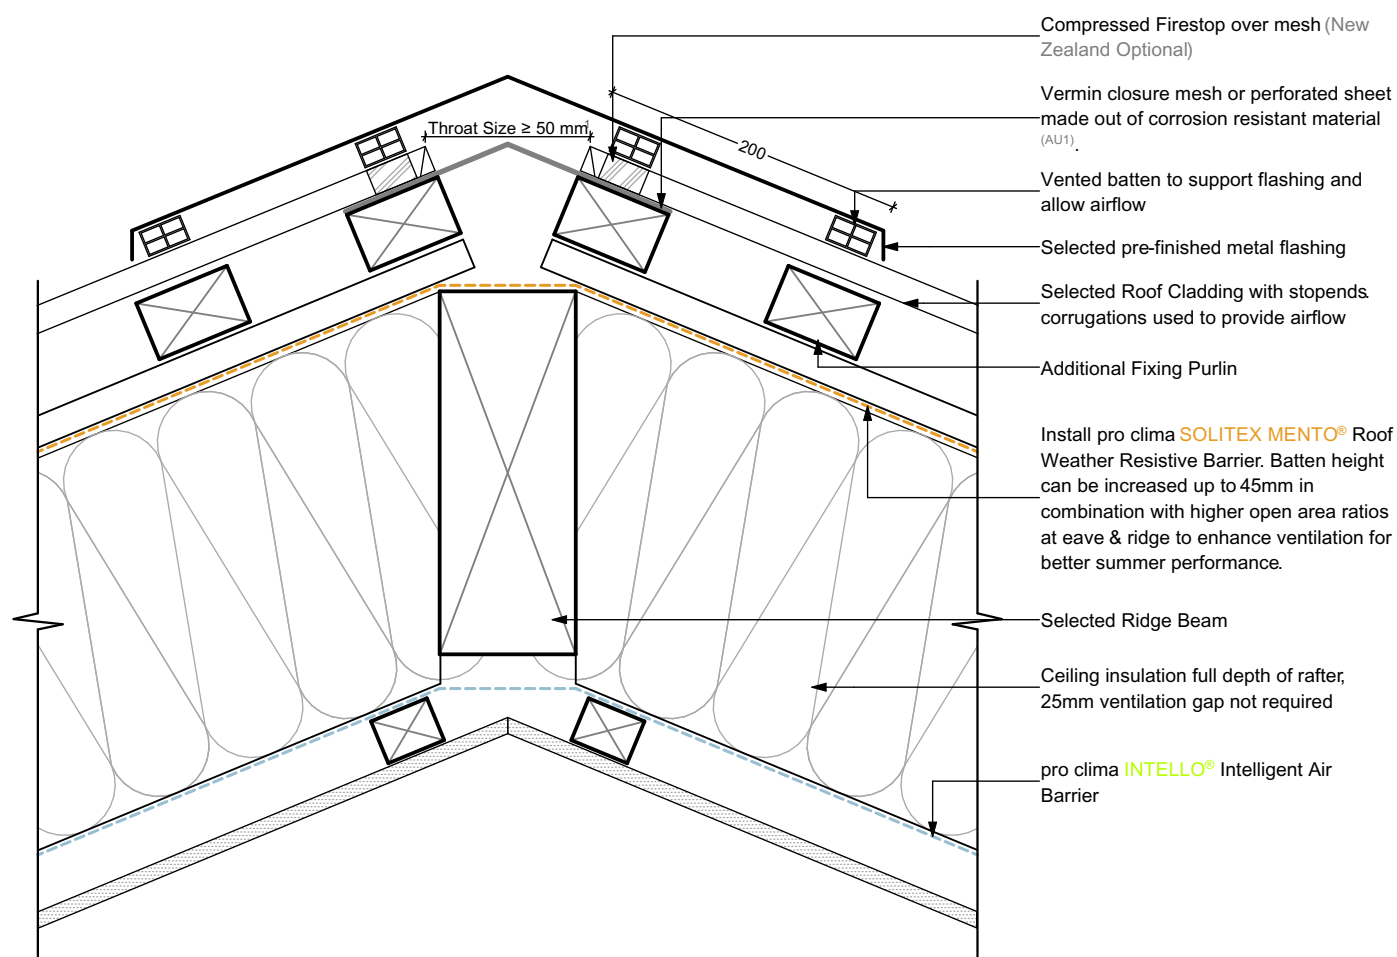 Compressed Firestop over mesh (New
Zealand Optional)
Vermin closure mesh or perforated sheet
made out of corrosion resistant material
(AU1).
Throat Size ≥ 50 mm¹
200
Vented batten to support flashing and
allow airflow
Selected pre-finished metal flashing
Selected Roof Cladding with stopends.
corrugations used to provide airflow
Additional Fixing Purlin
Install pro clima SOLITEX MENTO® Roof
Weather Resistive Barrier. Batten height
can be increased up to 45mm in
combination with higher open area ratios
at eave & ridge to enhance ventilation for
better summer performance.
Selected Ridge Beam
Ceiling insulation full depth of rafter,
25mm ventilation gap not required
pro clima INTELLO® Intelligent Air
Barrier